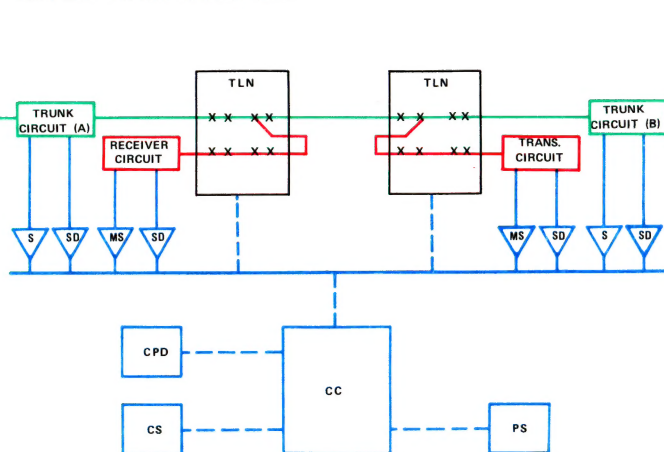 TLN
TLN
TRUNK
CIRCUIT (A)
TRUNK
CIRCUIT (B)
RECEIVER
CIRCUIT
TRANS.
CIRCUIT
X X X X
X X X X
X X X X
X X X X
S
SD
MS
SD
MS
SD
S
SD
CPD
CC
CS
PS